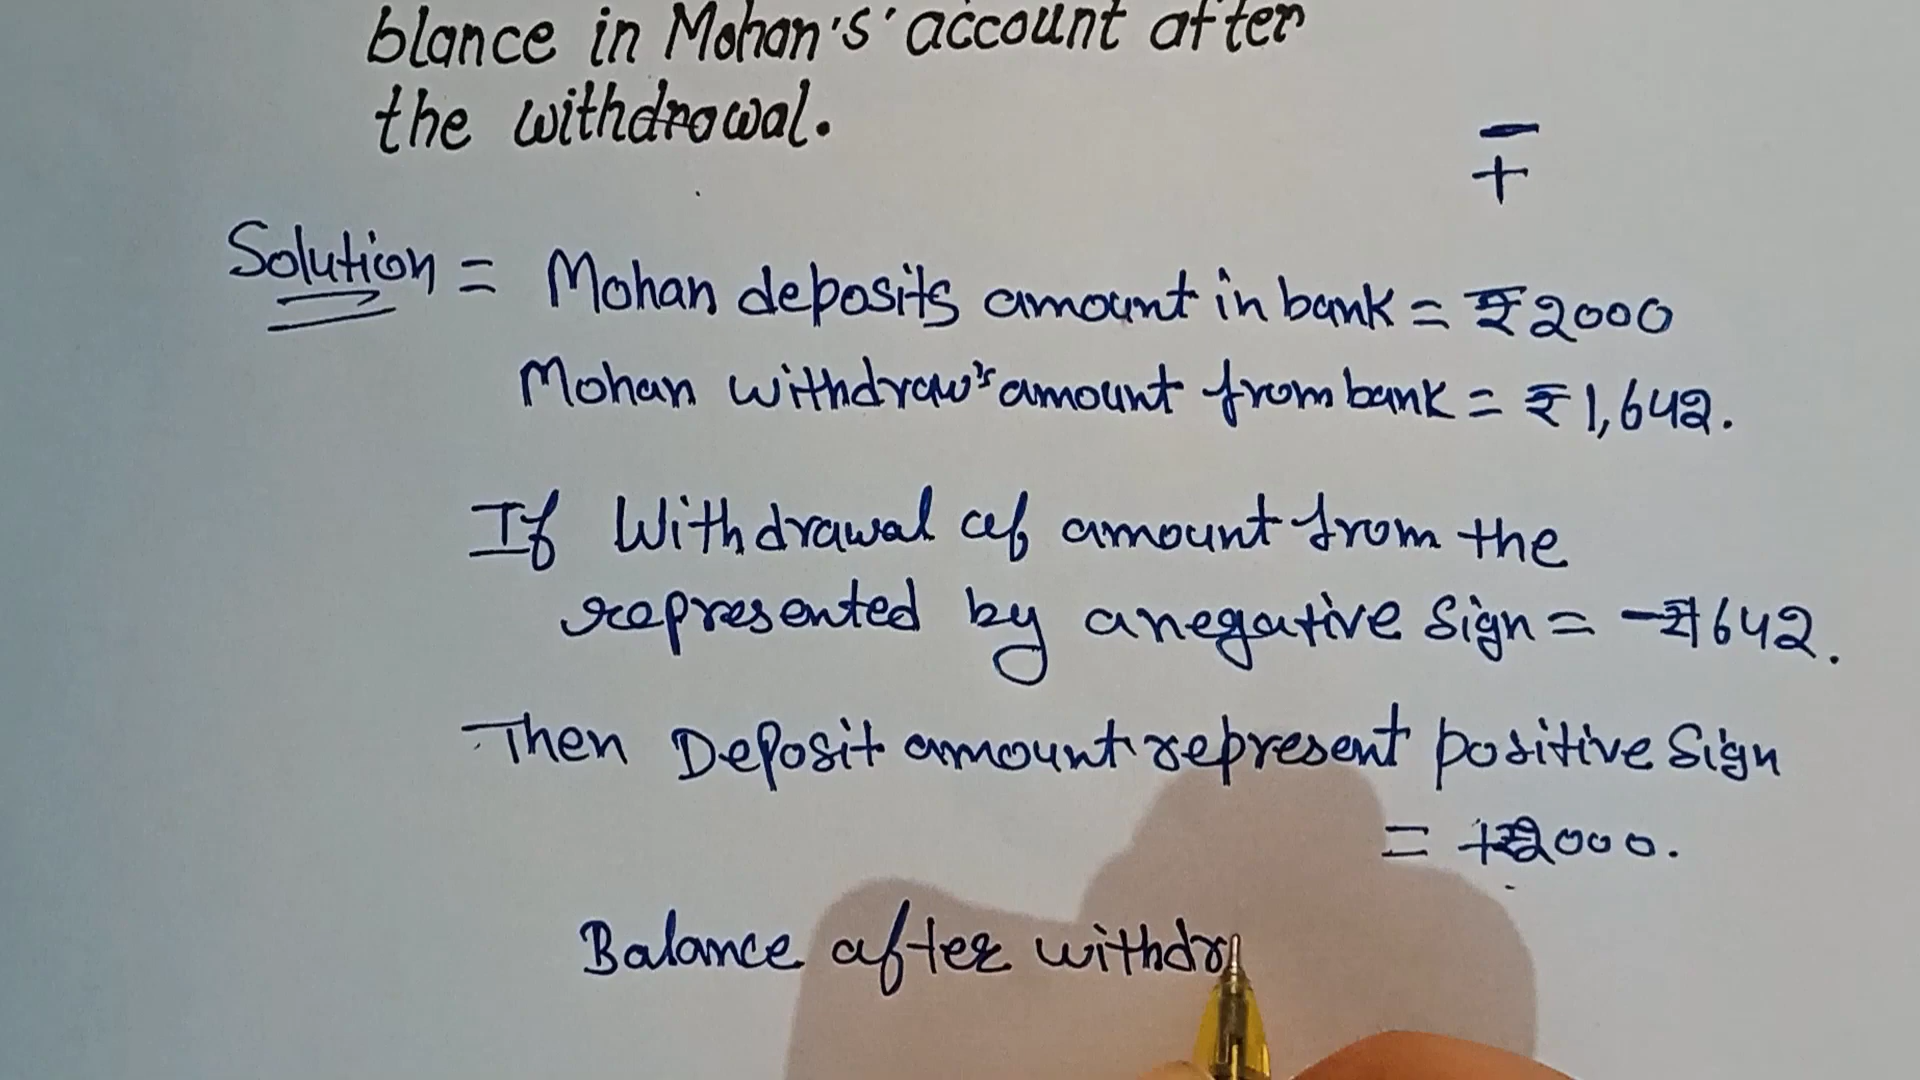 blance in Mohan's' account after
the withdrawal.
-
+
Solution = Mohan deposits amount in bank = ₹2000
Mohan withdraw's amount from bank = ₹1,642.
If Withdrawal of amount from the
represented by a negative Sign = -₹1642.
Then Deposit amount represent positive Sign
= +₹2000.
Balance after withdr